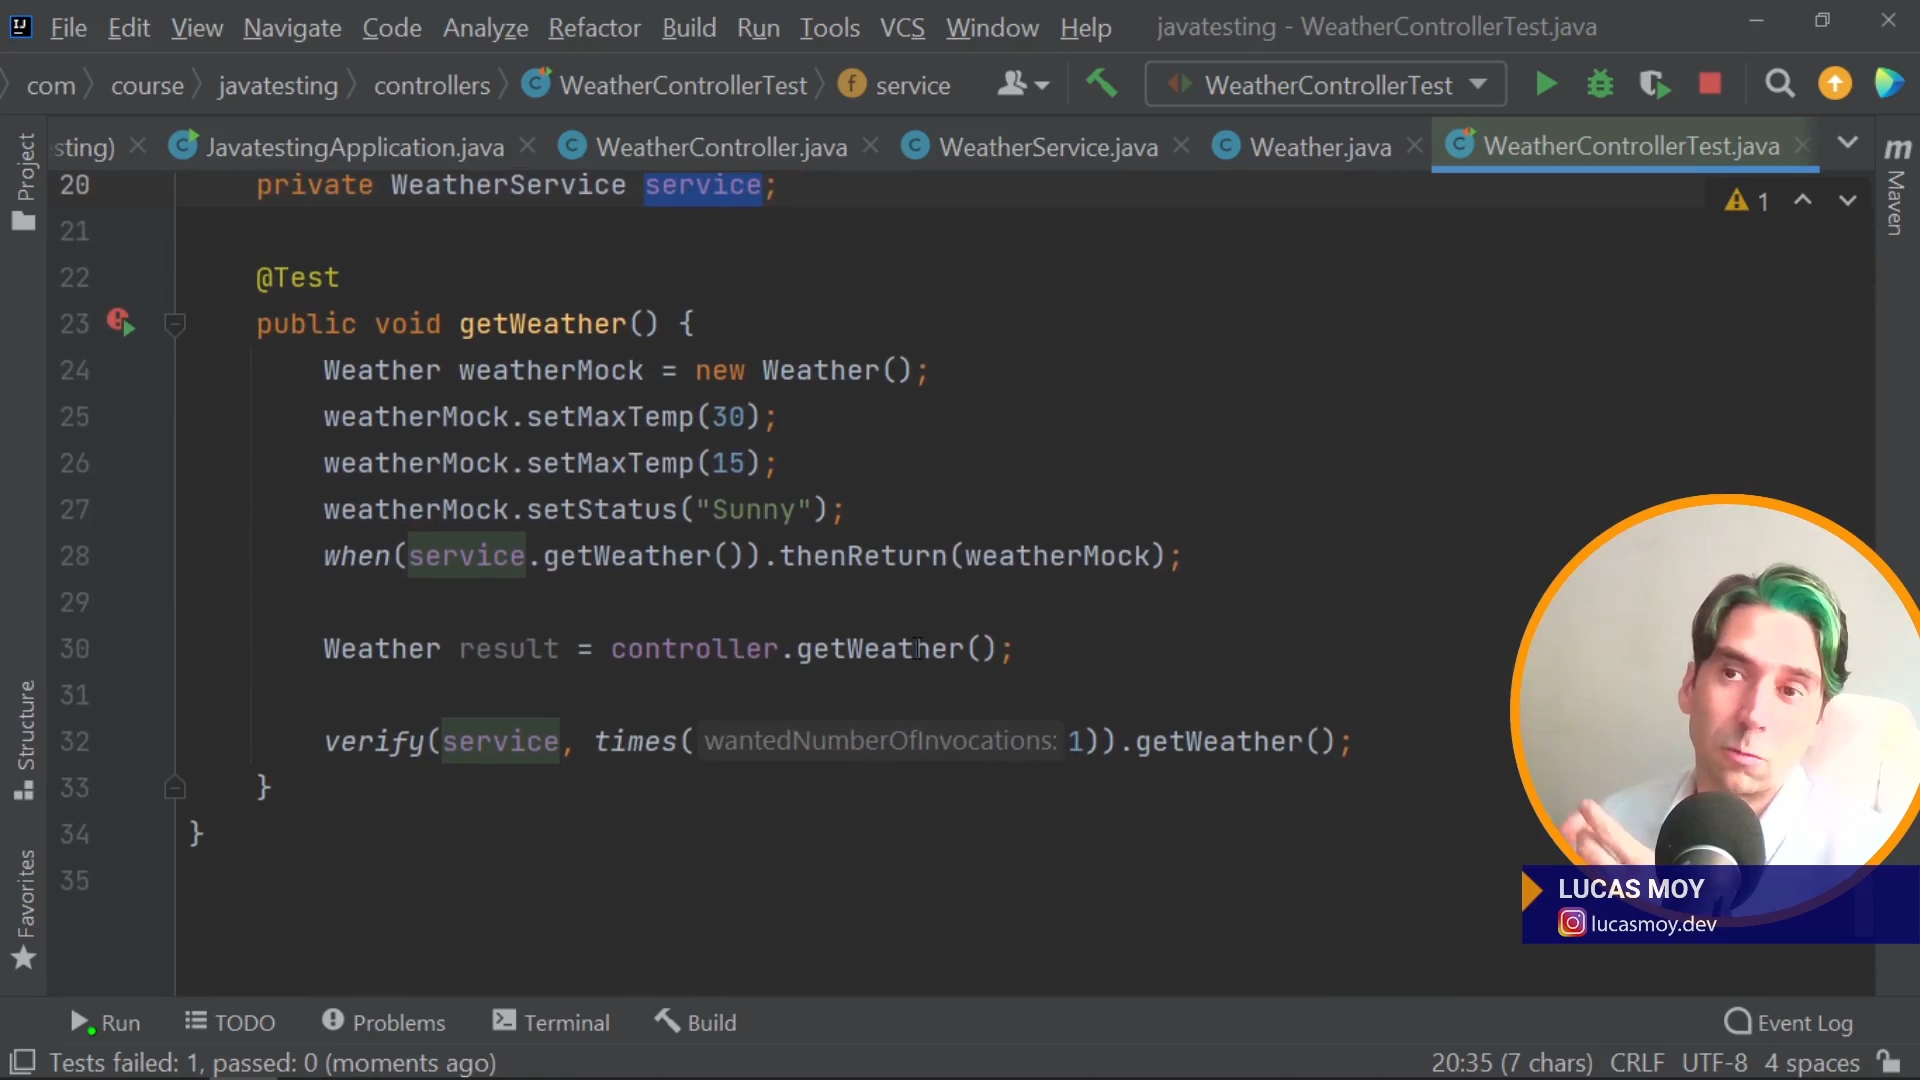 File Edit View Navigate Code Analyze Refactor Build Run Tools VCS Window Help javatesting - WeatherControllerTest.java
com course javatesting controllers WeatherControllerTest service WeatherControllerTest
sting) JavatestingApplication.java WeatherController.java WeatherService.java Weather.java WeatherControllerTest.java
Project
Structure
Favorites
m Maven
1
20 private WeatherService service;
21
22 @Test
23 public void getWeather() {
24 Weather weatherMock = new Weather();
25 weatherMock.setMaxTemp(30);
26 weatherMock.setMaxTemp(15);
27 weatherMock.setStatus("Sunny");
28 when(service.getWeather()).thenReturn(weatherMock);
29
30 Weather result = controller.getWeather();
31
32 verify(service, times( wantedNumberOfInvocations: 1)).getWeather();
33 }
34 }
35
LUCAS MOY
lucasmoy.dev
Run TODO Problems Terminal Build Event Log
Tests failed: 1, passed: 0 (moments ago) 20:35 (7 chars) CRLF UTF-8 4 spaces